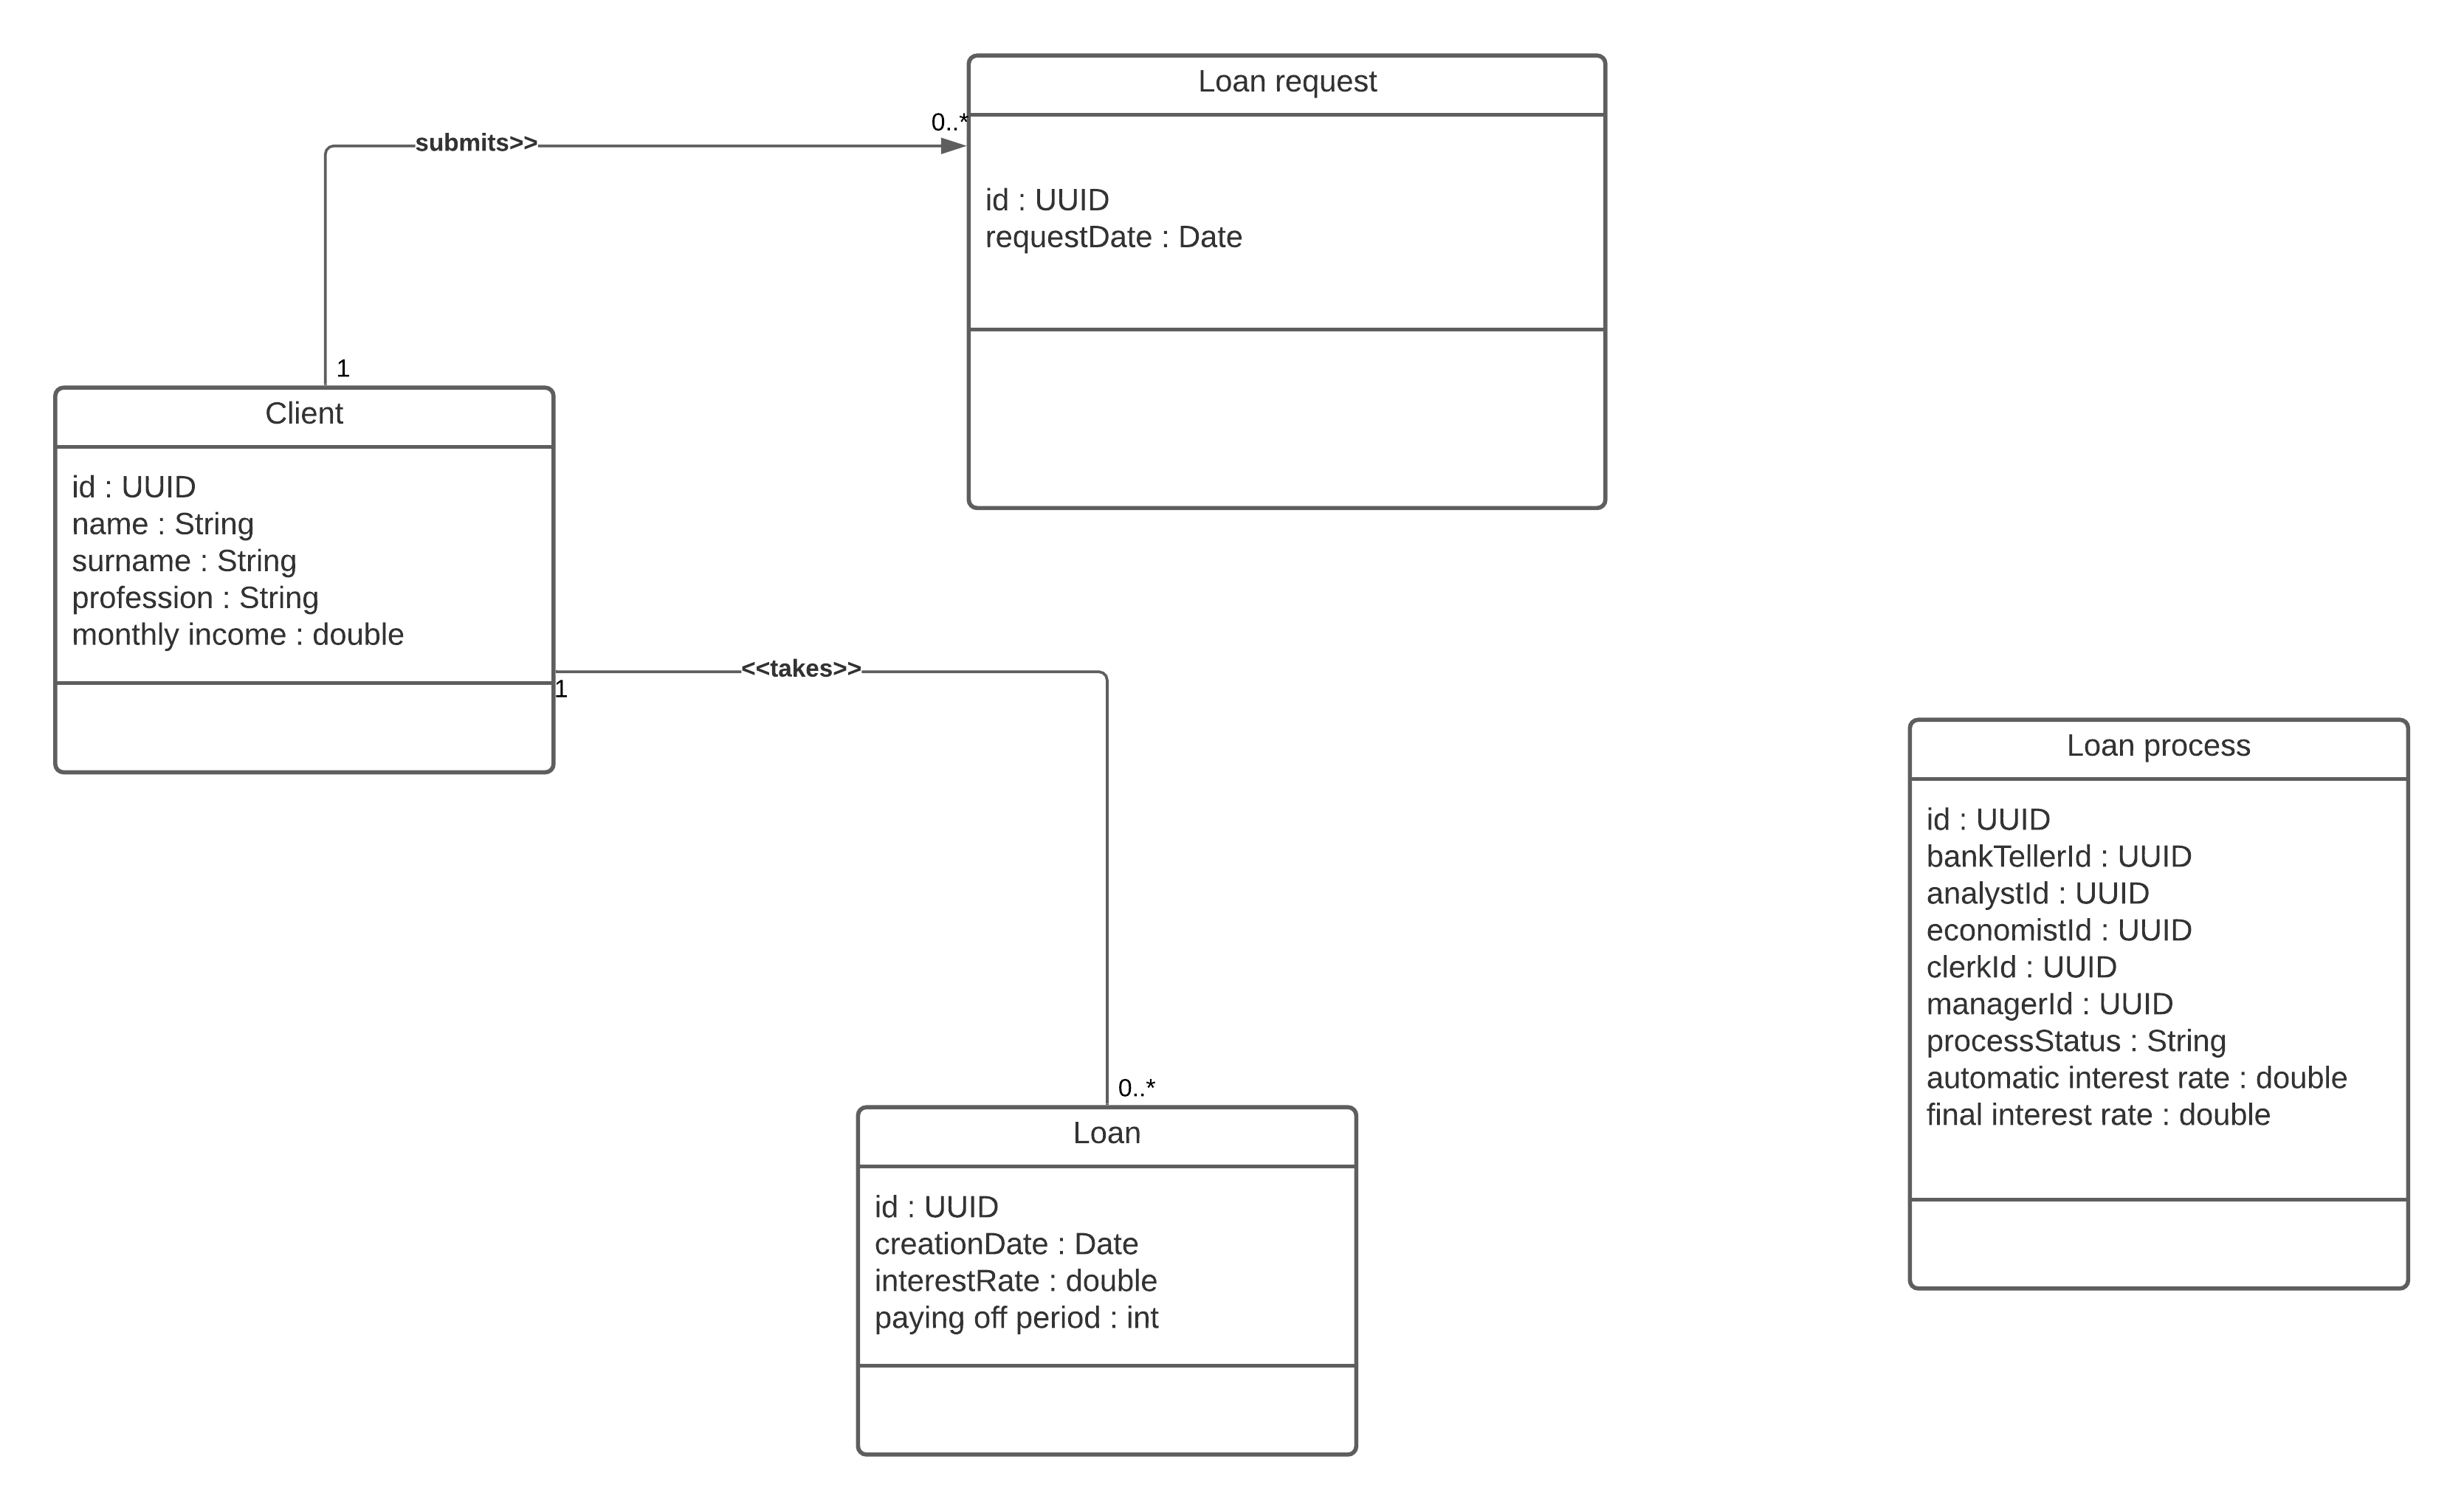 Loan request
0..*
submits>>
id : UUID
requestDate : Date
1
Client
id : UUID
name : String
surname : String
profession : String
monthly income : double
<<takes>>
1
Loan process
id : UUID
bankTellerId : UUID
analystId : UUID
economistId : UUID
clerkId : UUID
managerId : UUID
processStatus : String
automatic interest rate : double
final interest rate : double
0..*
Loan
id : UUID
creationDate : Date
interestRate : double
paying off period : int